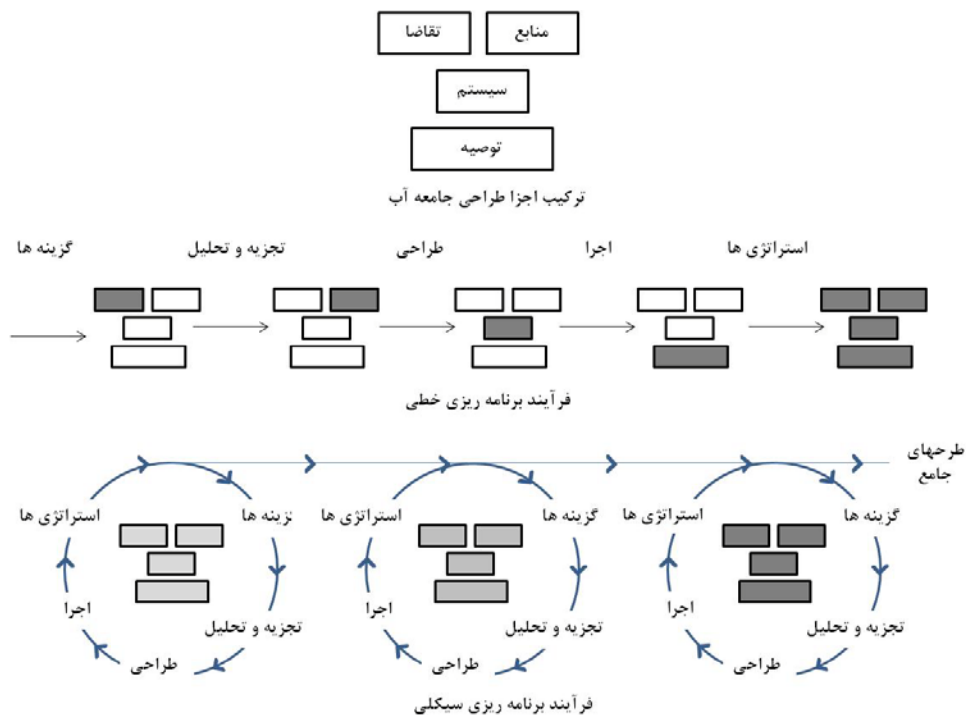 منابع تقاضا
سیستم
توصیه
ترکیب اجزا طراحی جامعه آب
گزینه ها تجزیه و تحلیل طراحی اجرا استراتژی ها
فرآیند برنامه ریزی خطی
طرحهای
جامع
استراتژی ها گزینه ها استراتژی ها گزینه ها استراتژی ها گزینه ها
اجرا تجزیه و تحلیل اجرا تجزیه و تحلیل اجرا تجزیه و تحلیل
طراحی طراحی طراحی
فرآیند برنامه ریزی سیکلی